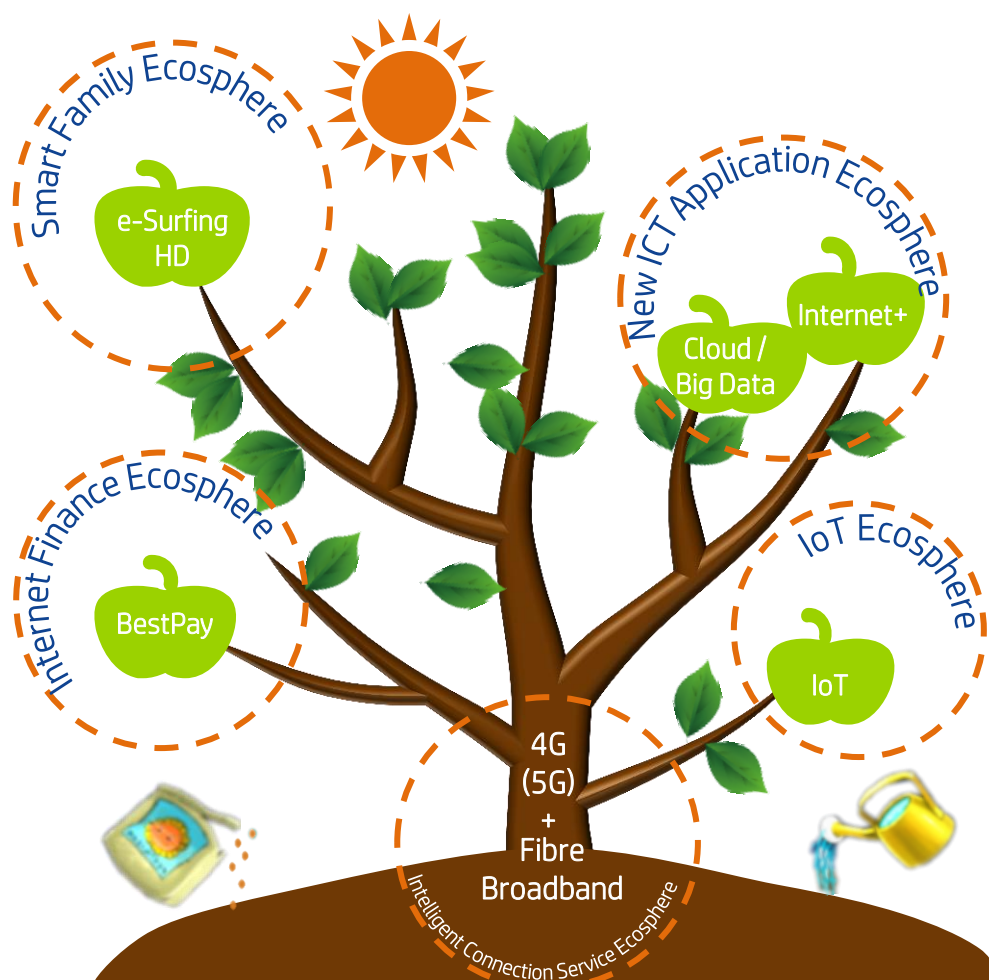 Smart Family Ecosphere
e-Surfing
HD
New ICT Application Ecosphere
Internet+
Cloud /
Big Data
Internet Finance Ecosphere
BestPay
IoT Ecosphere
IoT
4G
(5G)
+
Fibre
Broadband
Intelligent Connection Service Ecosphere